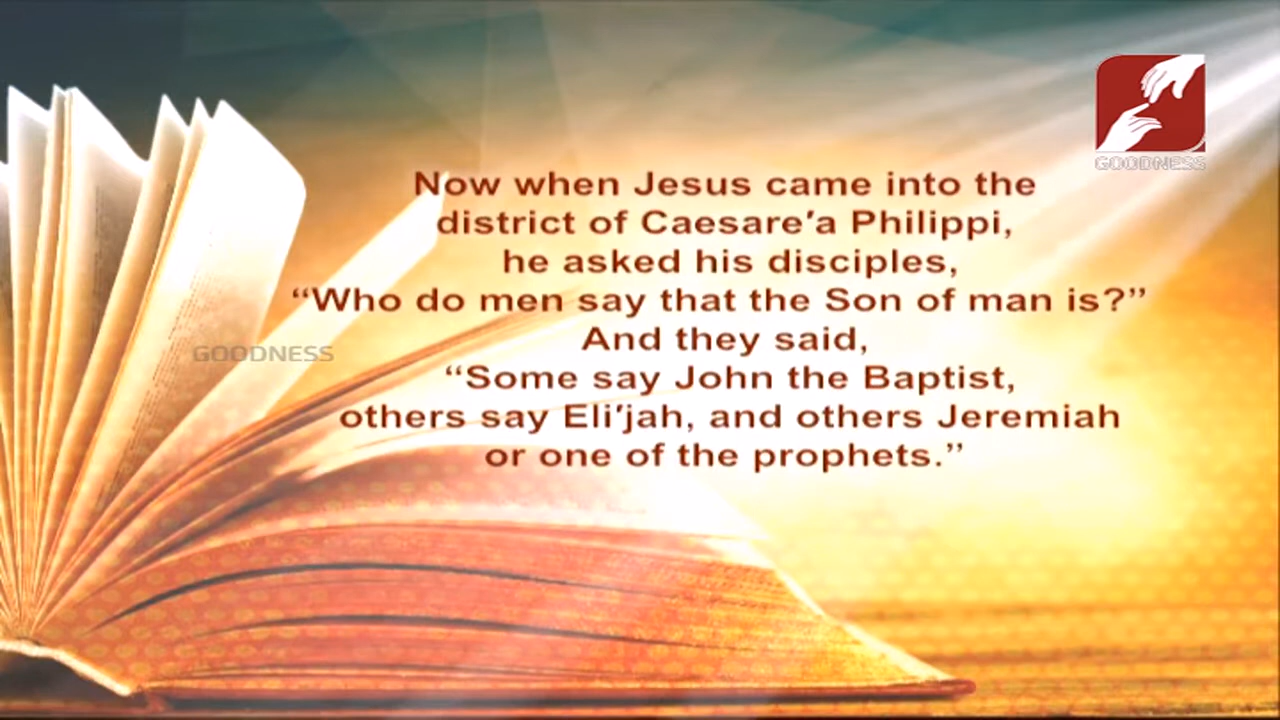 GOODNESS
Now when Jesus came into the
district of Caesare′a Philippi,
he asked his disciples,
“Who do men say that the Son of man is?”
And they said,
“Some say John the Baptist,
others say Eli′jah, and others Jeremiah
or one of the prophets.”
GOODNESS